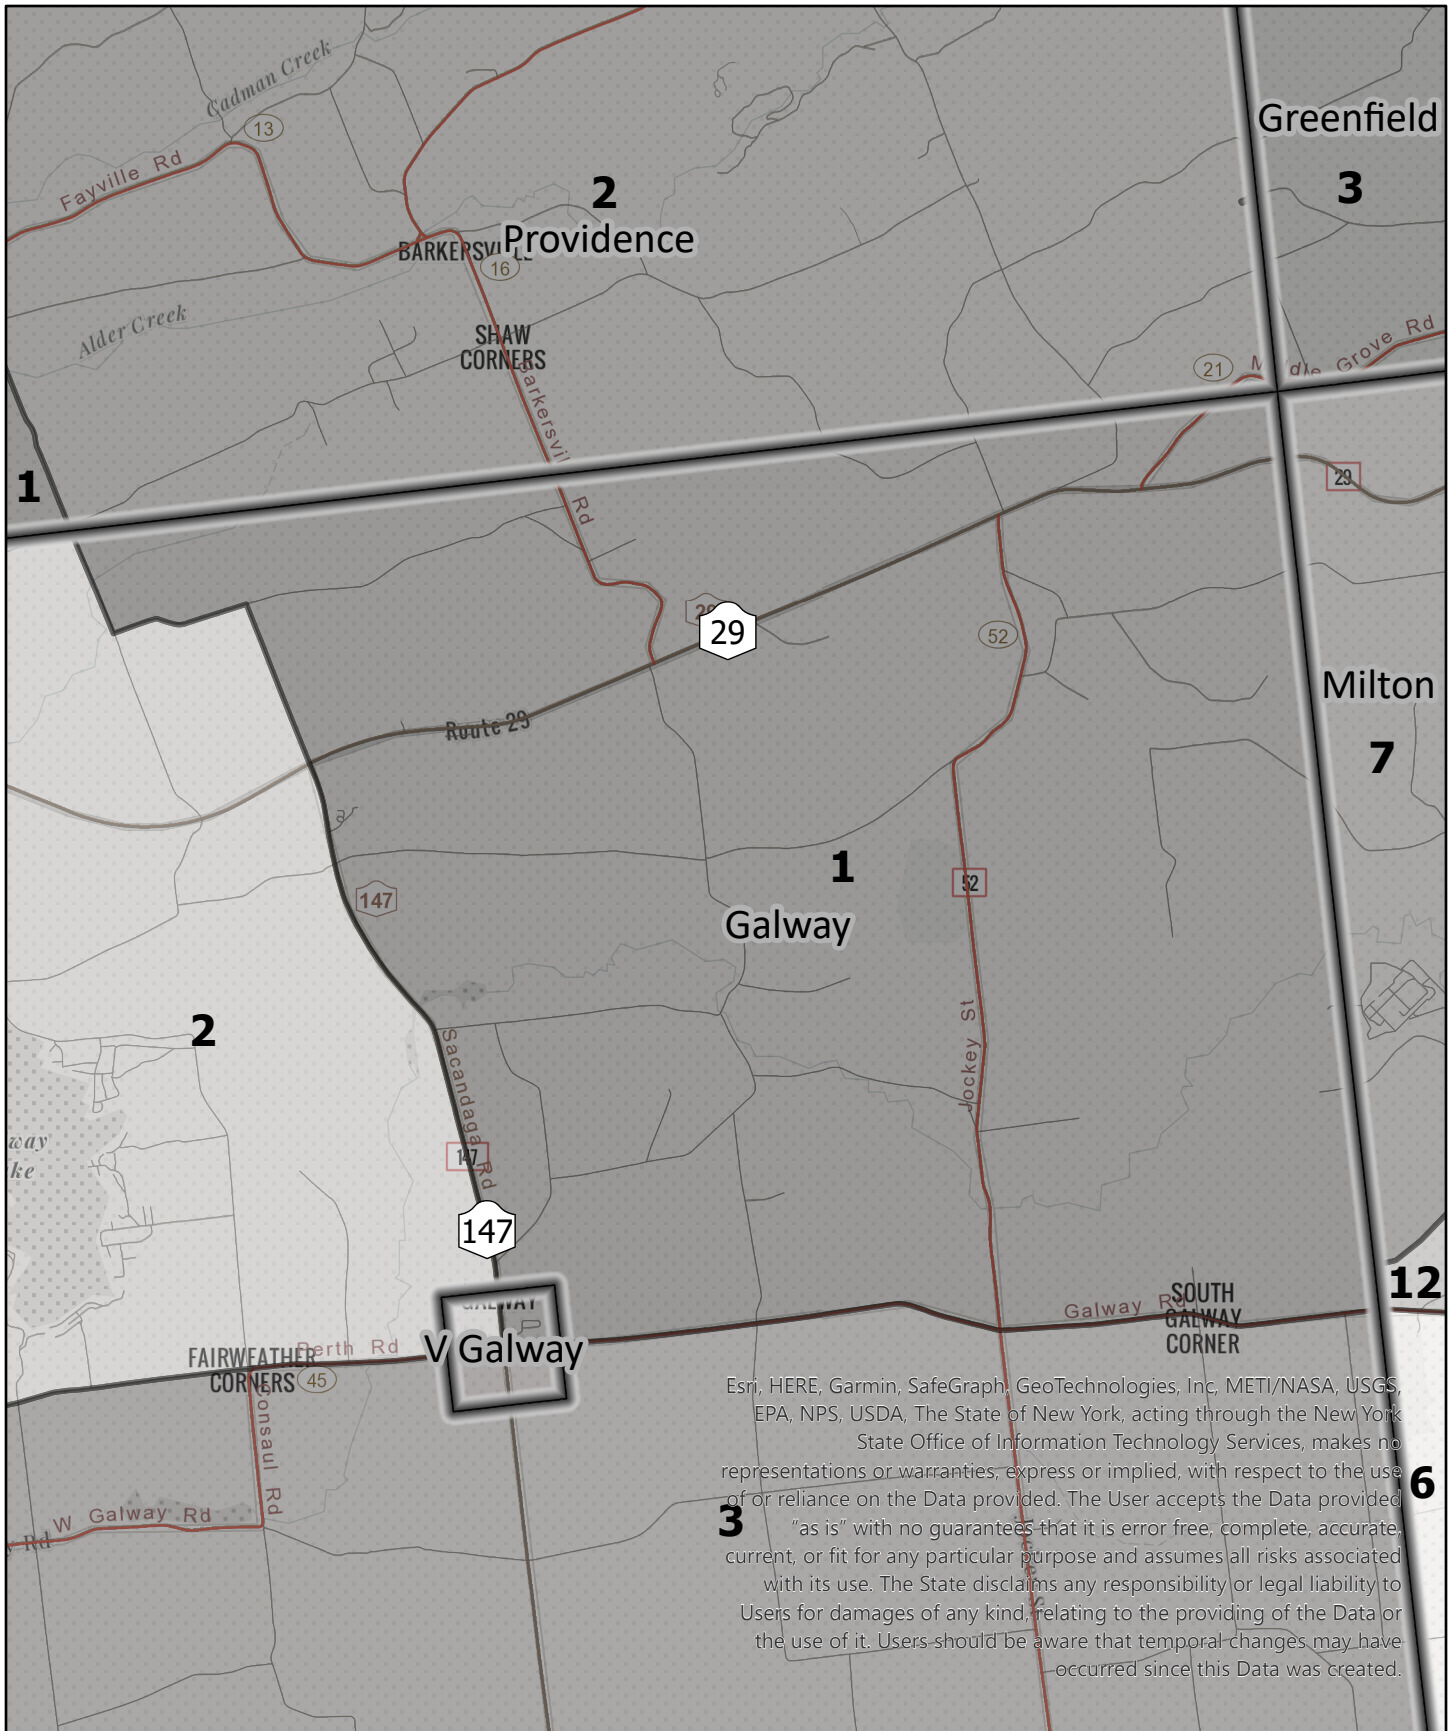 Cadman Creek
Greenfield
13
Fayville Rd
3
2
Providence
BARKERSVILLE
16
Alder Creek
SHAW
CORNERS
21
Middle Grove Rd
Barkersville
1
29
Rd
29
29
52
Milton
Route 29
7
1
52
147
Galway
2
Jockey St
Sacandaga Rd
way
ke
147
147
12
SOUTH
GALWAY
CORNER
Galway Rd
GALWAY
V Galway
Perth Rd
FAIRWEATHER
CORNERS
45
Consaul Rd
Esri, HERE, Garmin, SafeGraph, GeoTechnologies, Inc, METI/NASA, USGS,
EPA, NPS, USDA, The State of New York, acting through the New York
State Office of Information Technology Services, makes no
representations or warranties, express or implied, with respect to the use
of or reliance on the Data provided. The User accepts the Data provided
"as is" with no guarantees that it is error free, complete, accurate,
current, or fit for any particular purpose and assumes all risks associated
with its use. The State disclaims any responsibility or legal liability to
Users for damages of any kind, relating to the providing of the Data or
the use of it. Users should be aware that temporal changes may have
occurred since this Data was created.
6
3
W Galway Rd
y Rd
Jockey St